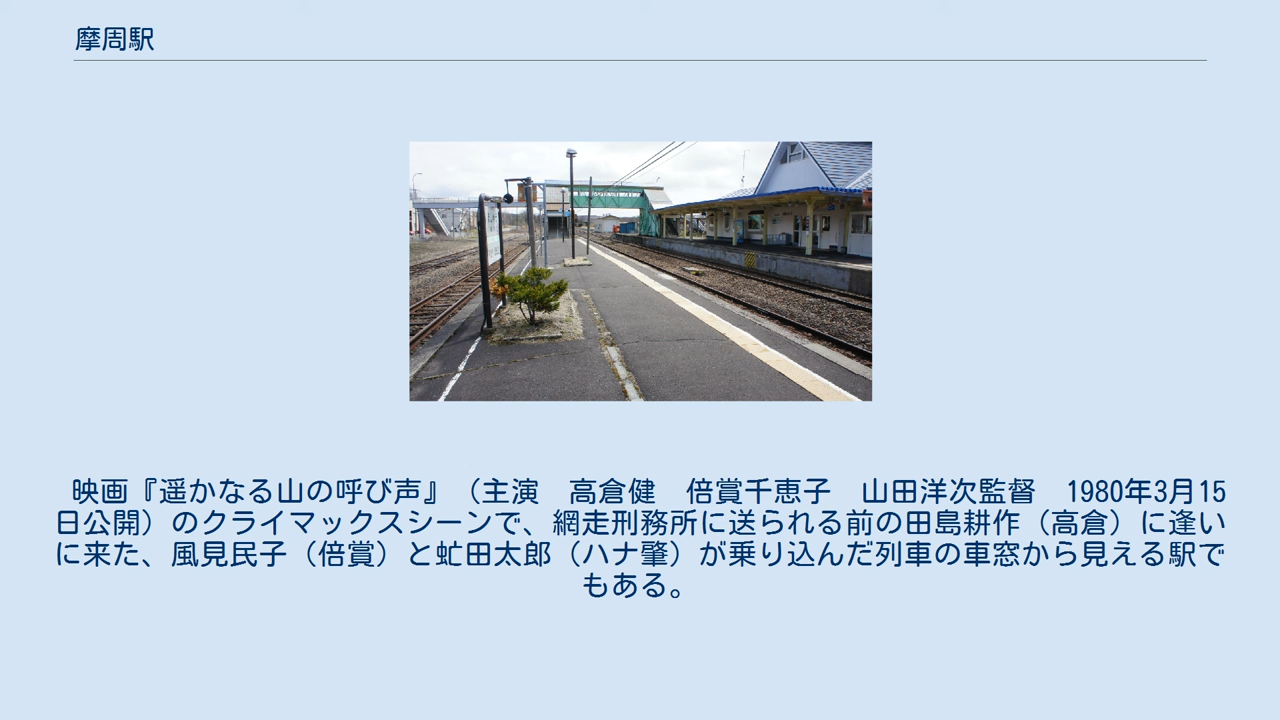 摩周駅
映画『遥かなる山の呼び声』（主演　高倉健　倍賞千恵子　山田洋次監督　1980年3月15
日公開）のクライマックスシーンで、網走刑務所に送られる前の田島耕作（高倉）に逢い
に来た、風見民子（倍賞）と虻田太郎（ハナ肇）が乗り込んだ列車の車窓から見える駅で
もある。